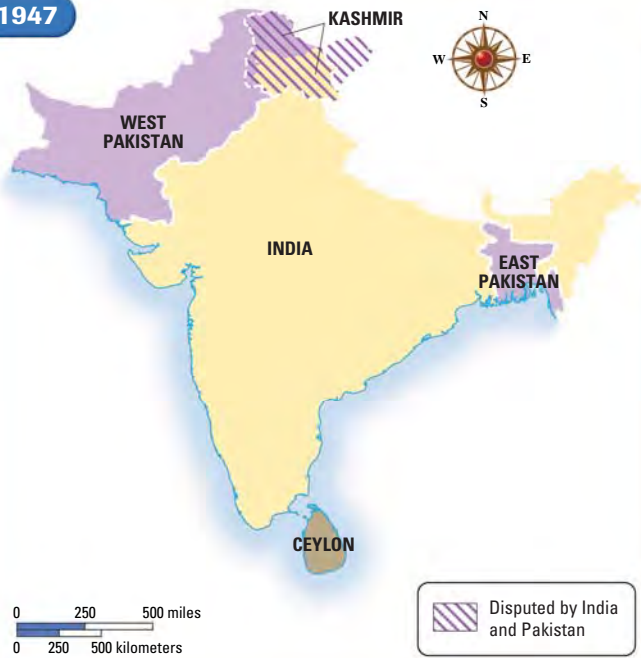 1947
KASHMIR
N
W E
S
WEST
PAKISTAN
INDIA
EAST
PAKISTAN
CEYLON
0 250 500 miles
0 250 500 kilometers
Disputed by India
and Pakistan